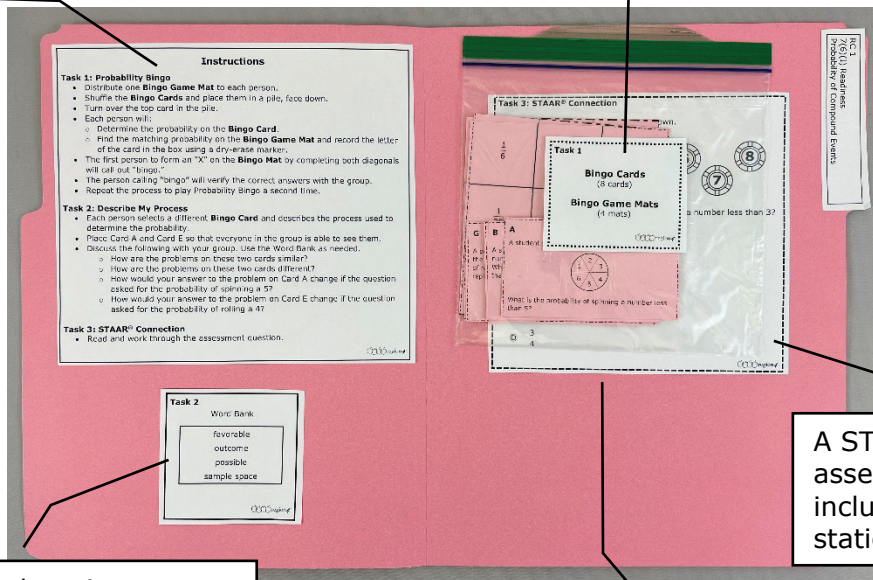 Instructions
Task 1: Probability Bingo
• Distribute one Bingo Game Mat to each person.
• Shuffle the Bingo Cards and place them in a pile, face down.
• Turn over the top card in the pile.
• Each person will:
o Determine the probability on the Bingo Card.
o Find the matching probability on the Bingo Game Mat and record the letter
of the card in the box using a dry-erase marker.
• The first person to form an "X" on the Bingo Mat by completing both diagonals
will call out "bingo."
• The person calling "bingo" will verify the correct answers with the group.
• Repeat the process to play Probability Bingo a second time.
Task 2: Describe My Process
• Each person selects a different Bingo Card and describes the process used to
determine the probability.
• Place Card A and Card E so that everyone in the group is able to see them.
• Discuss the following with your group. Use the Word Bank as needed.
o How are the problems on these two cards similar?
o How are the problems on these two cards different?
o How would your answer to the problem on Card A change if the question
asked for the probability of spinning a 5?
o How would your answer to the problem on Card E change if the question
asked for the probability of rolling a 4?
Task 3: STAAR® Connection
• Read and work through the assessment question.
Task 2
Word Bank
favorable
outcome
possible
sample space
Task 3: STAAR® Connection
own.
8
7
a number less than 3?
D 3/4
1/6
Task 1
Bingo Cards
(8 cards)
Bingo Game Mats
(4 mats)
G
B
A
A student
What is the probability of spinning a number less
than 5?
RC 1
7(6)(I) Readiness
Probability of Compound Events
A ST
asse
inclu
stati